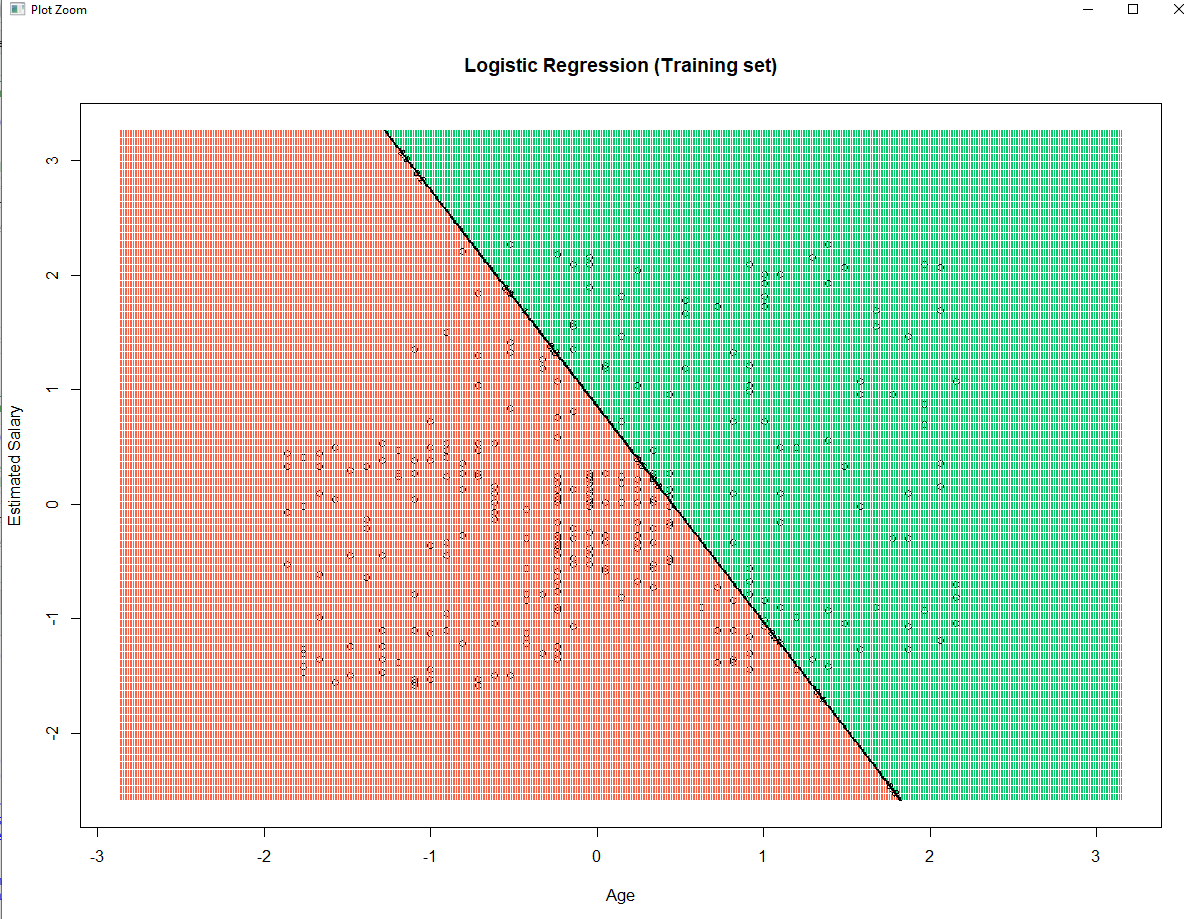 Plot Zoom
Logistic Regression (Training set)
Estimated Salary
3
2
1
0
-1
-2
-3 -2 -1 0 1 2 3
Age